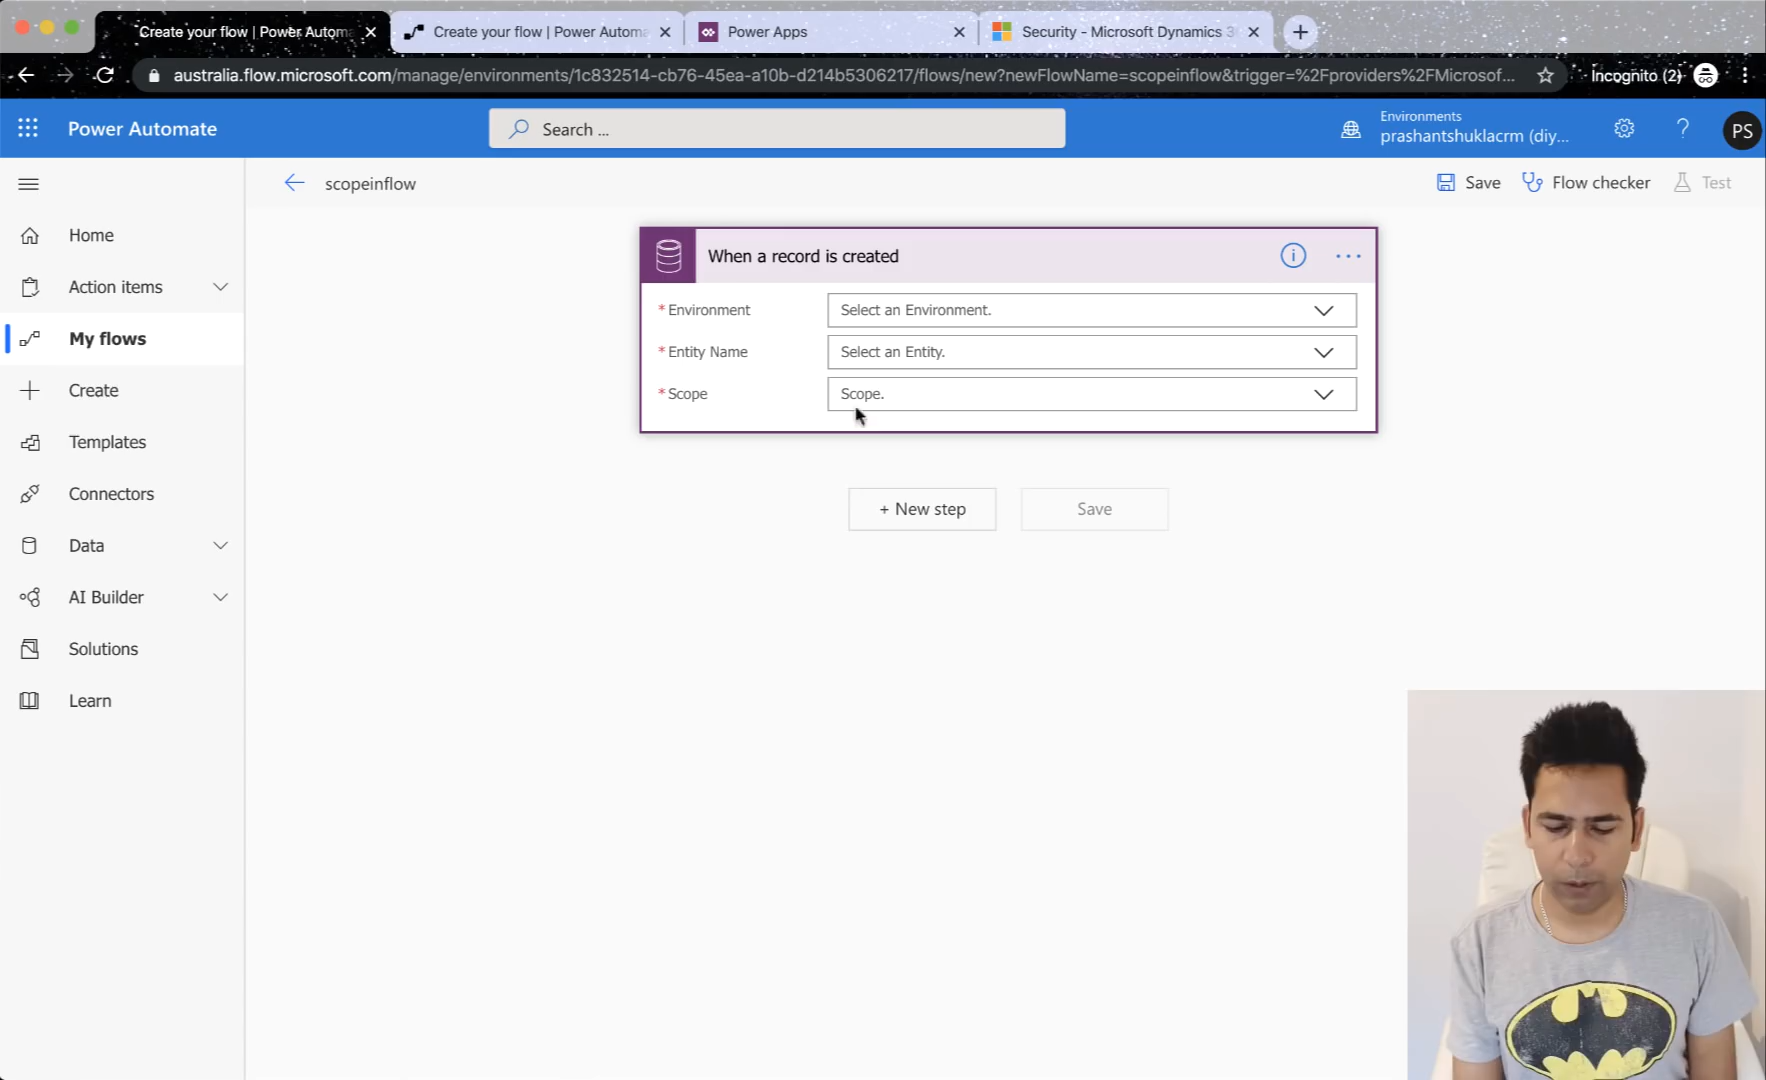 Create your flow | Power Autom
Create your flow | Power Automa
Power Apps
Security - Microsoft Dynamics 3
australia.flow.microsoft.com/manage/environments/1c832514-cb76-45ea-a10b-d214b5306217/flows/new?newFlowName=scopeinflow&trigger=%2Fproviders%2FMicrosof...
Incognito (2)
Power Automate
Search ...
Environments
prashantshuklacrm (diy...
?
PS
scopeinflow
Save
Flow checker
Test
Home
Action items
My flows
Create
Templates
Connectors
Data
AI Builder
Solutions
Learn
When a record is created
i
...
* Environment
Select an Environment.
* Entity Name
Select an Entity.
* Scope
Scope.
+ New step
Save